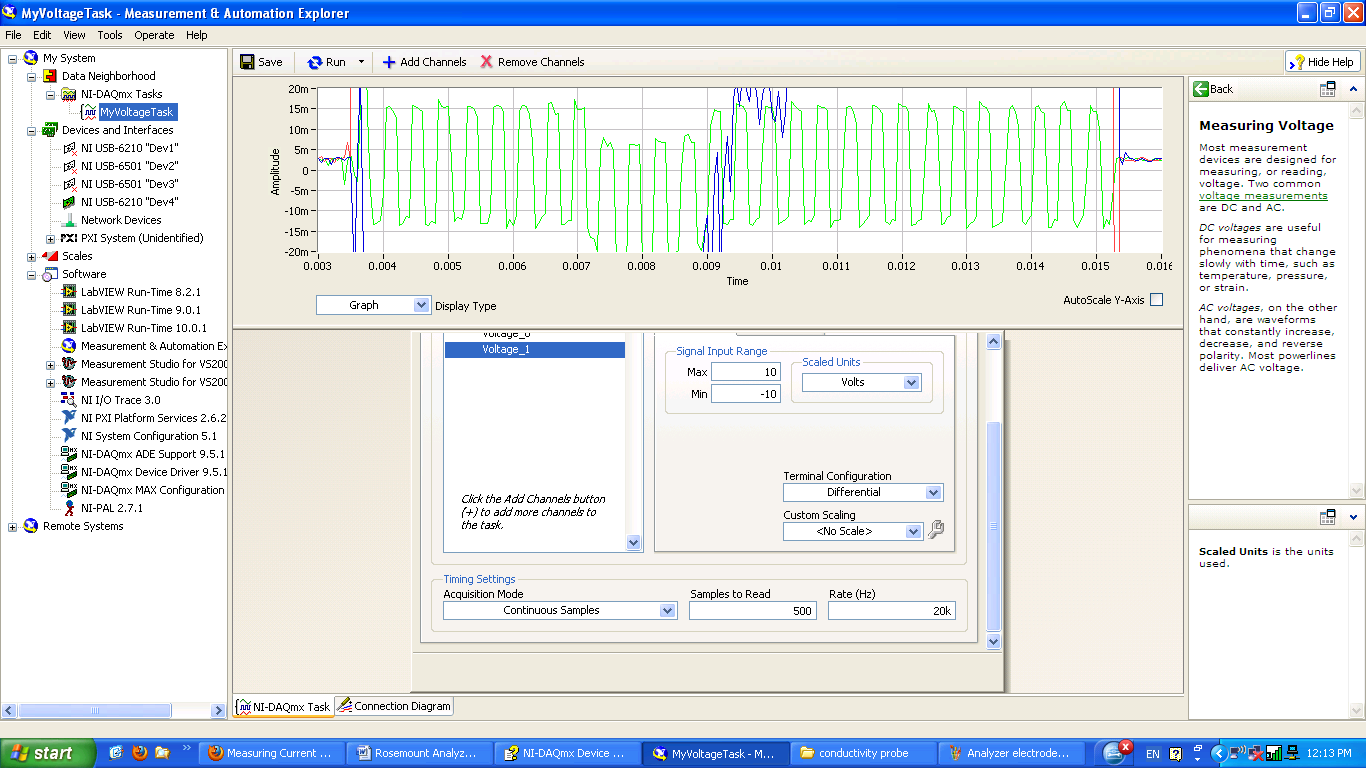 MyVoltageTask - Measurement & Automation Explorer
File Edit View Tools Operate Help
My System
Data Neighborhood
NI-DAQmx Tasks
MyVoltageTask
Devices and Interfaces
NI USB-6210 "Dev1"
NI USB-6501 "Dev2"
NI USB-6501 "Dev3"
NI USB-6210 "Dev4"
Network Devices
PXI PXI System (Unidentified)
Scales
Software
LabVIEW Run-Time 8.2.1
LabVIEW Run-Time 9.0.1
LabVIEW Run-Time 10.0.1
Measurement & Automation Ex
Measurement Studio for VS200
Measurement Studio for VS200
NI I/O Trace 3.0
NI PXI Platform Services 2.6.2
NI System Configuration 5.1
NI-DAQmx ADE Support 9.5.1
NI-DAQmx Device Driver 9.5.1
NI-DAQmx MAX Configuration
NI-PAL 2.7.1
Remote Systems
Save Run Add Channels Remove Channels Hide Help
20m
15m
10m
5m
0
-5m
-10m
-15m
-20m
Amplitude
0.003 0.004 0.005 0.006 0.007 0.008 0.009 0.01 0.011 0.012 0.013 0.014 0.015 0.016
Time
Graph Display Type
AutoScale Y-Axis
Voltage_0
Voltage_1
Click the Add Channels button
(+) to add more channels to
the task.
Signal Input Range
Max 10
Min -10
Scaled Units
Volts
Terminal Configuration
Differential
Custom Scaling
<No Scale>
Timing Settings
Acquisition Mode Samples to Read Rate (Hz)
Continuous Samples 500 20k
NI-DAQmx Task Connection Diagram
Back
Measuring Voltage
Most measurement
devices are designed for
measuring, or reading,
voltage. Two common
voltage measurements
are DC and AC.
DC voltages are useful
for measuring
phenomena that change
slowly with time, such as
temperature, pressure,
or strain.
AC voltages, on the other
hand, are waveforms
that constantly increase,
decrease, and reverse
polarity. Most powerlines
deliver AC voltage.
Scaled Units is the units
used.
start Measuring Current ... Rosemount Analyz... NI-DAQmx Device ... MyVoltageTask - M... conductivity probe Analyzer electrode... EN 12:13 PM